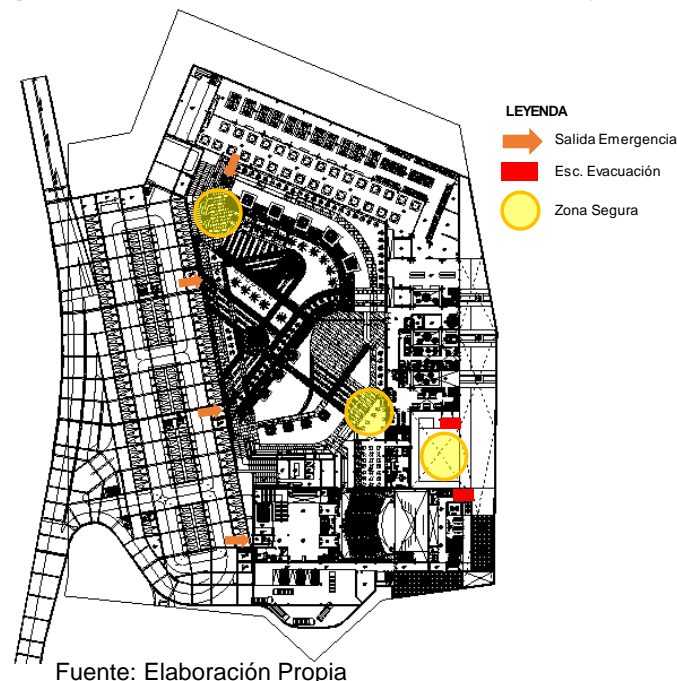 LEYENDA
Salida Emergencia
Esc. Evacuación
Zona Segura
Fuente: Elaboración Propia